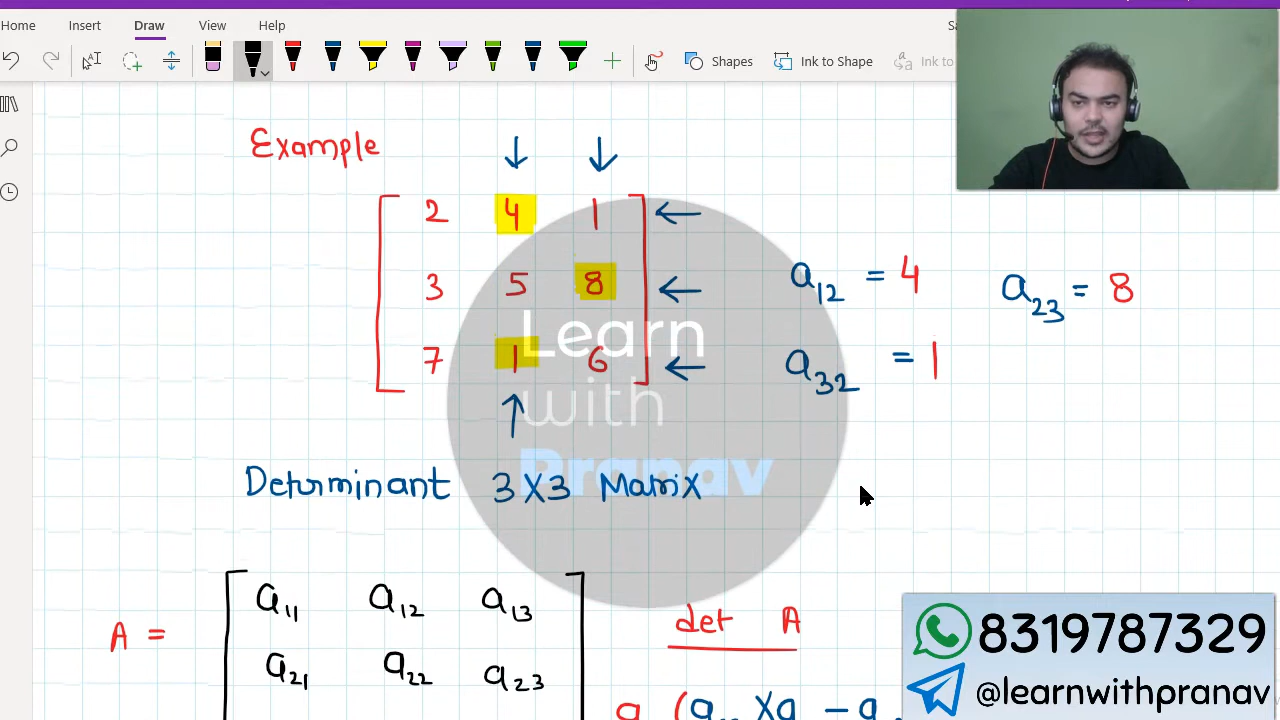 Home Insert Draw View Help
Shapes Ink to Shape Ink to
Example
2 4 1
3 5 8
7 1 6
a12 = 4
a23 = 8
a32 = 1
Learn
with
Pranav
Determinant 3X3 Matrix
A =
a11 a12 a13
a21 a22 a23
det A
8319787329
@learnwithpranav